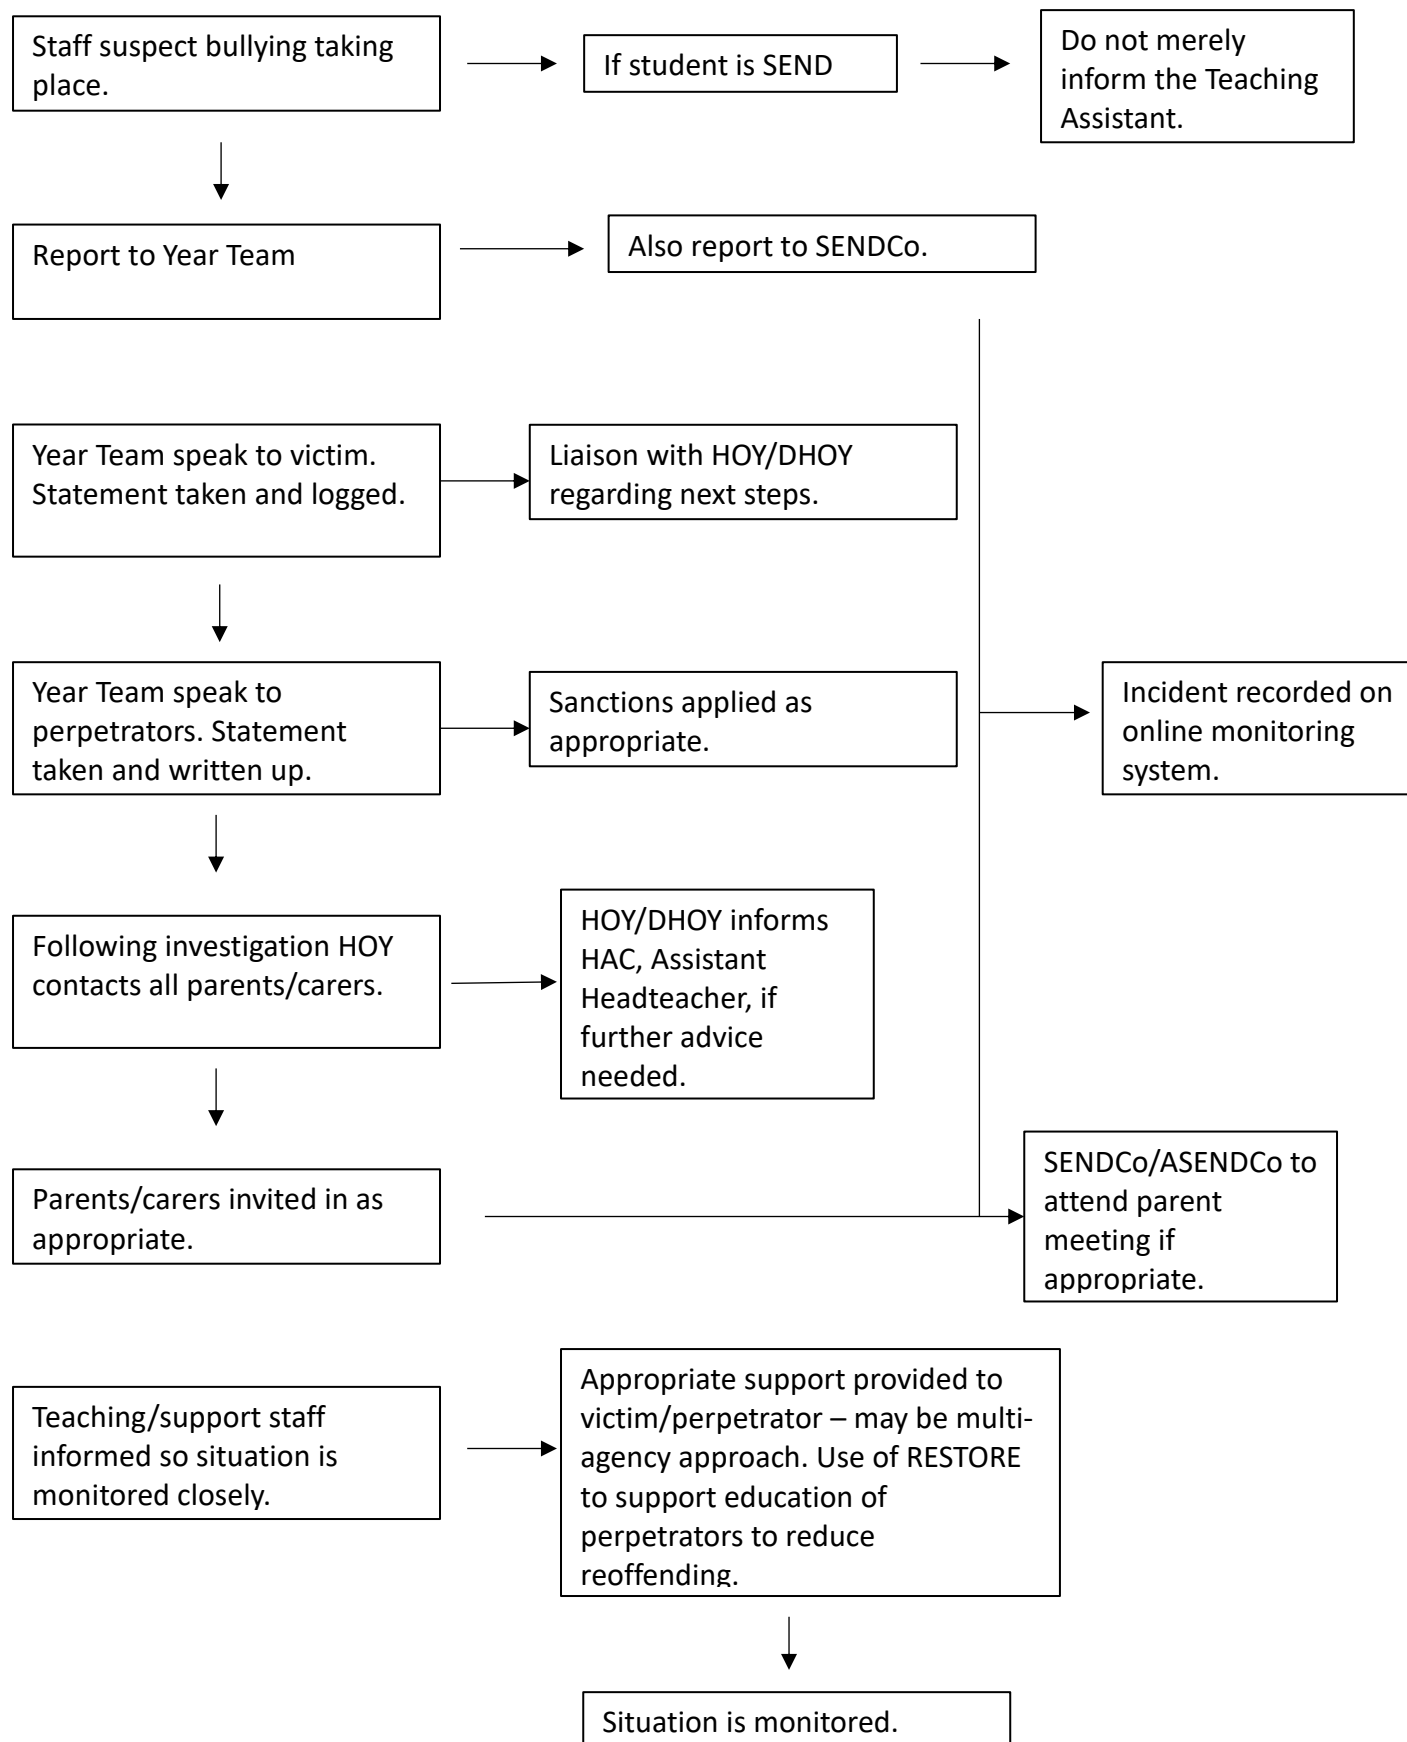 Staff suspect bullying taking
place.
If student is SEND
Do not merely
inform the Teaching
Assistant.
Report to Year Team
Also report to SENDCo.
Year Team speak to victim.
Statement taken and logged.
Liaison with HOY/DHOY
regarding next steps.
Year Team speak to
perpetrators. Statement
taken and written up.
Sanctions applied as
appropriate.
Incident recorded on
online monitoring
system.
Following investigation HOY
contacts all parents/carers.
HOY/DHOY informs
HAC, Assistant
Headteacher, if
further advice
needed.
Parents/carers invited in as
appropriate.
SENDCo/ASENDCo to
attend parent
meeting if
appropriate.
Teaching/support staff
informed so situation is
monitored closely.
Appropriate support provided to
victim/perpetrator – may be multi-
agency approach. Use of RESTORE
to support education of
perpetrators to reduce
reoffending.
Situation is monitored.